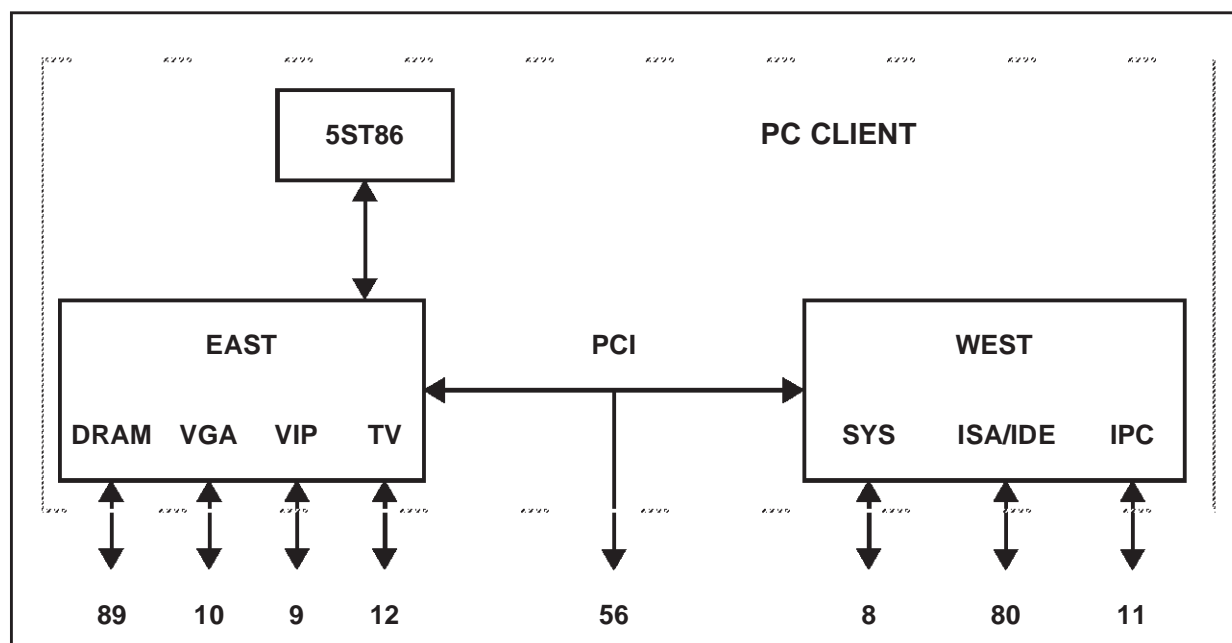 5ST86
PC CLIENT
EAST
PCI
WEST
DRAM VGA VIP TV
SYS ISA/IDE IPC
89 10 9 12 56 8 80 11